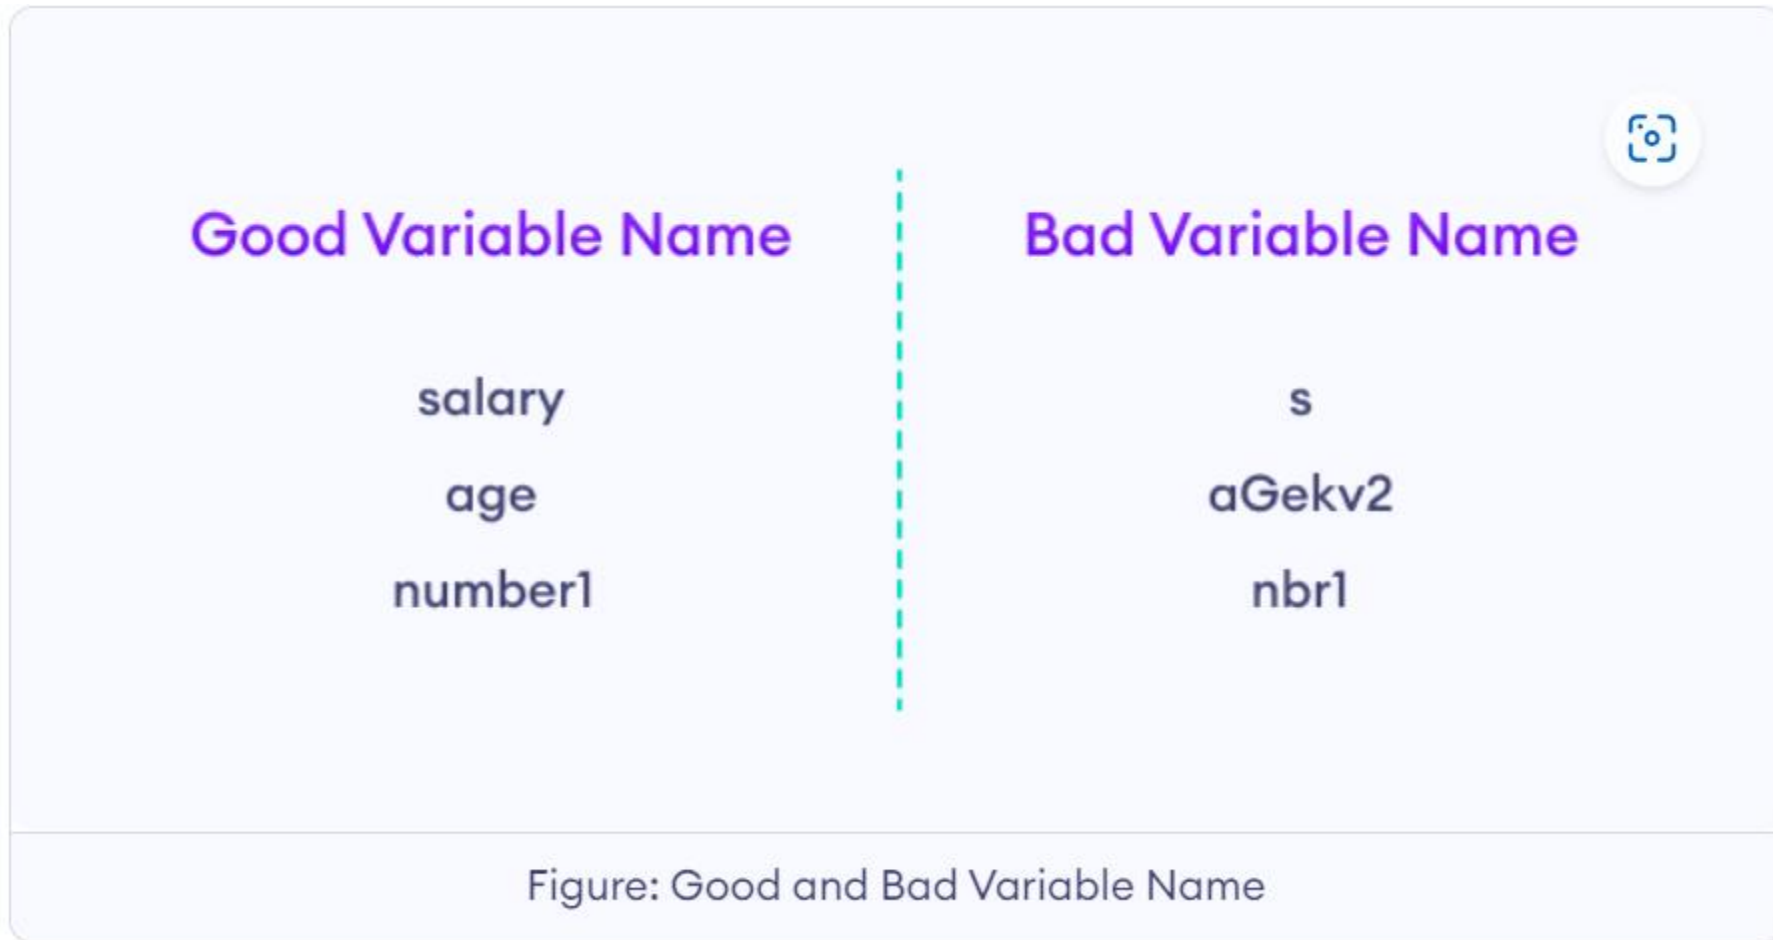 Good Variable Name
salary
age
number1
Bad Variable Name
s
aGekv2
nbr1
Figure: Good and Bad Variable Name